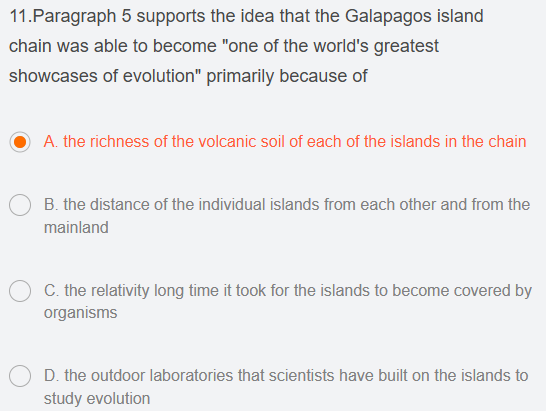 11.Paragraph 5 supports the idea that the Galapagos island
chain was able to become "one of the world's greatest
showcases of evolution" primarily because of
A. the richness of the volcanic soil of each of the islands in the chain
B. the distance of the individual islands from each other and from the
mainland
C. the relativity long time it took for the islands to become covered by
organisms
D. the outdoor laboratories that scientists have built on the islands to
study evolution